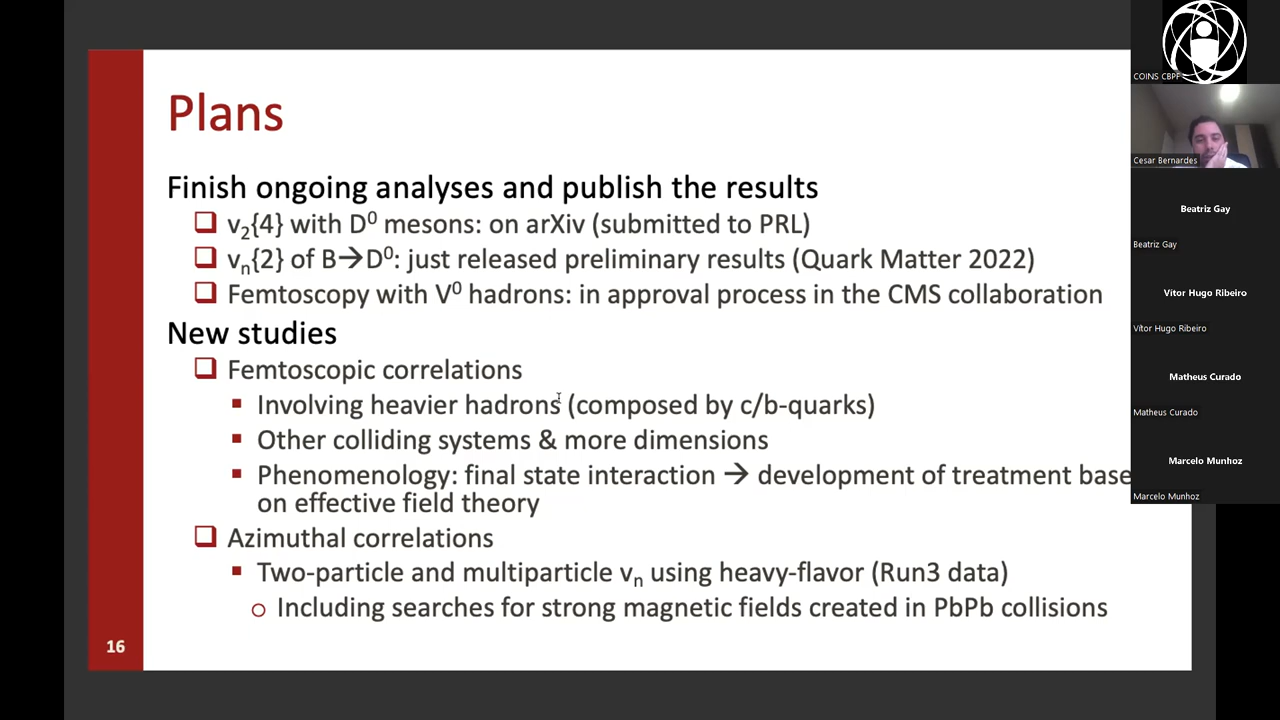 Plans
Finish ongoing analyses and publish the results
❑ v₂{4} with D⁰ mesons: on arXiv (submitted to PRL)
❑ vₙ{2} of B→D⁰: just released preliminary results (Quark Matter 2022)
❑ Femtoscopy with V⁰ hadrons: in approval process in the CMS collaboration
New studies
❑ Femtoscopic correlations
▪ Involving heavier hadrons (composed by c/b-quarks)
▪ Other colliding systems & more dimensions
▪ Phenomenology: final state interaction → development of treatment base
on effective field theory
❑ Azimuthal correlations
▪ Two-particle and multiparticle vₙ using heavy-flavor (Run3 data)
o Including searches for strong magnetic fields created in PbPb collisions
16
COINS CBPF
Cesar Bernardes
Beatriz Gay
Beatriz Gay
Vítor Hugo Ribeiro
Vítor Hugo Ribeiro
Matheus Curado
Matheus Curado
Marcelo Munhoz
Marcelo Munhoz